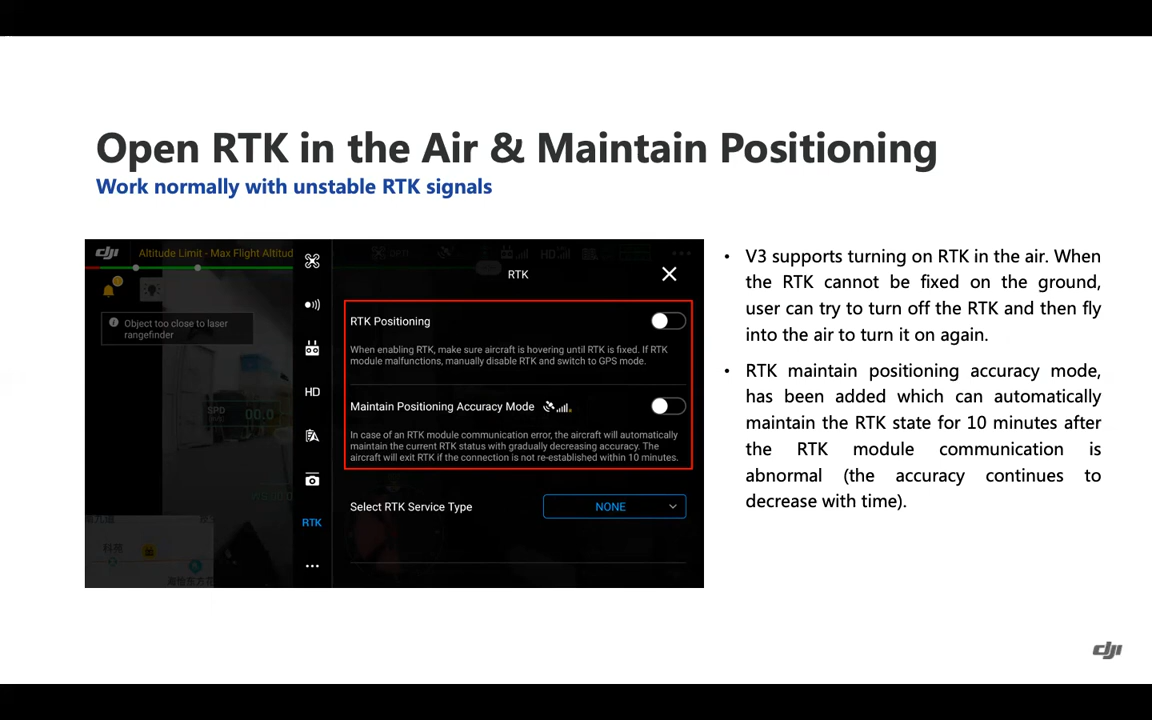 Open RTK in the Air & Maintain Positioning
Work normally with unstable RTK signals
dji
Altitude Limit - Max Flight Altitud
Object too close to laser
rangefinder
SPD
00.0
HD
RTK
RTK
RTK Positioning
When enabling RTK, make sure aircraft is hovering until RTK is fixed. If RTK
module malfunctions, manually disable RTK and switch to GPS mode.
Maintain Positioning Accuracy Mode
In case of an RTK module communication error, the aircraft will automatically
maintain the current RTK status with gradually decreasing accuracy. The
aircraft will exit RTK if the connection is not re-established within 10 minutes.
Select RTK Service Type
NONE
科苑
• V3 supports turning on RTK in the air. When
the RTK cannot be fixed on the ground,
user can try to turn off the RTK and then fly
into the air to turn it on again.
• RTK maintain positioning accuracy mode,
has been added which can automatically
maintain the RTK state for 10 minutes after
the RTK module communication is
abnormal (the accuracy continues to
decrease with time).
dji